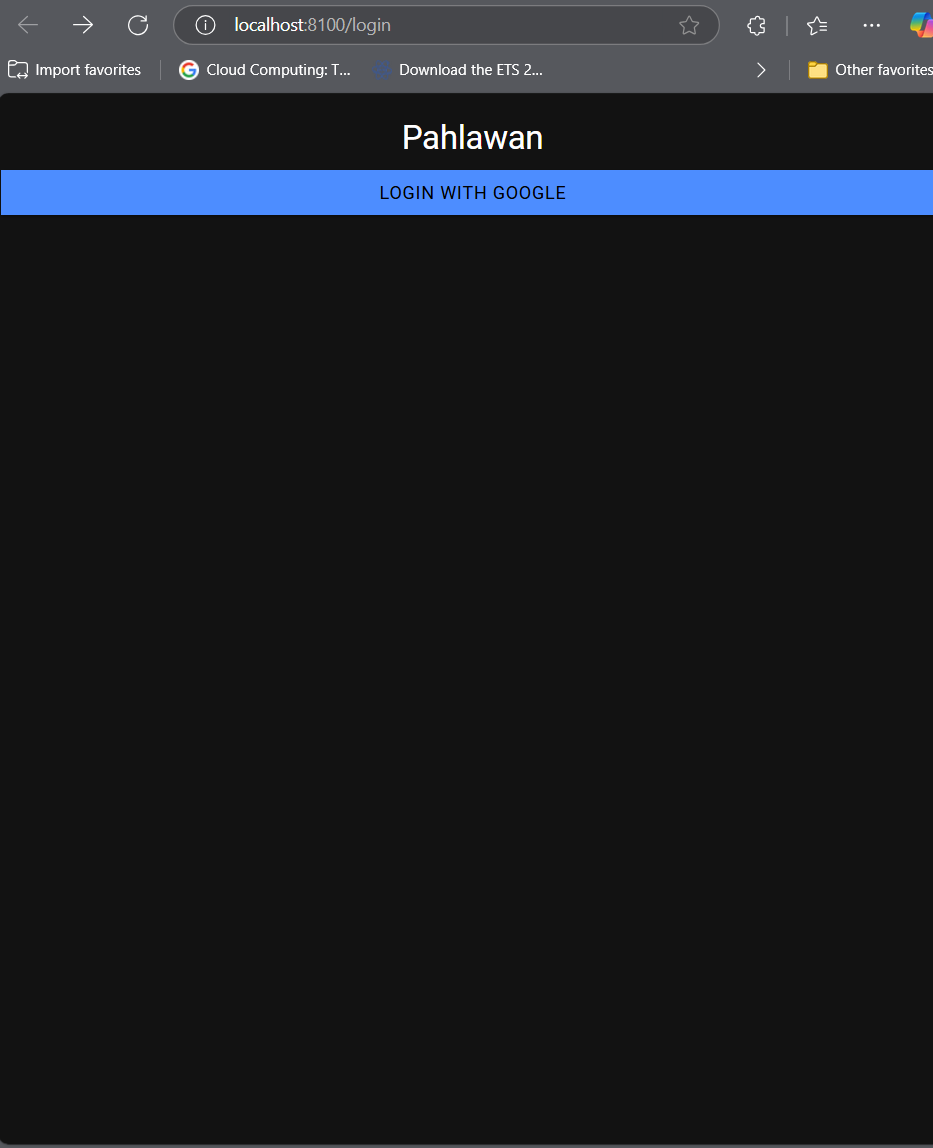 localhost:8100/login
Import favorites
Cloud Computing: T...
Download the ETS 2...
Other favorites
Pahlawan
LOGIN WITH GOOGLE